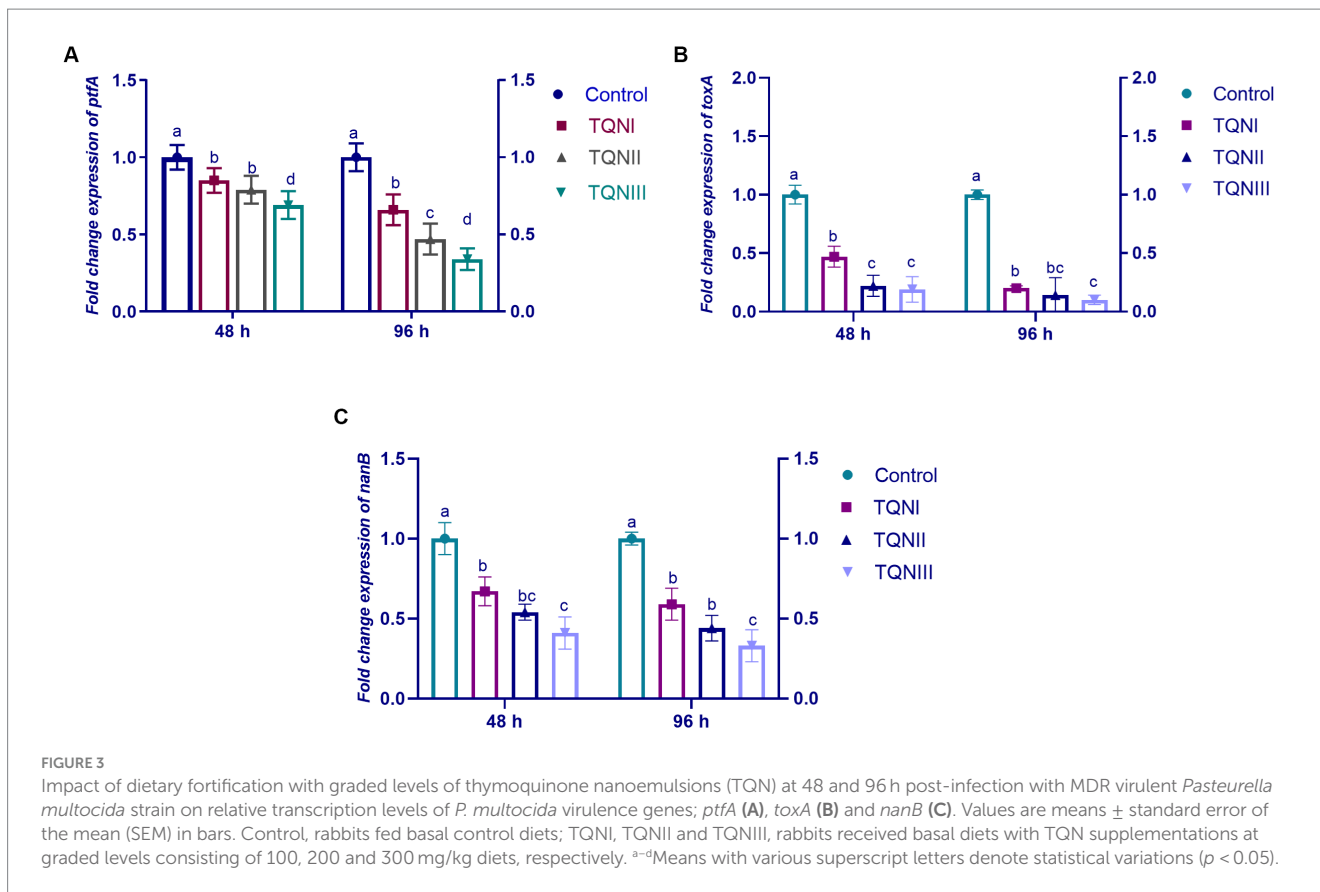 A
Fold change expression of ptfA
1.5
1.0
0.5
0.0
a
b
b
d
a
b
c
d
48 h
96 h
1.5
1.0
0.5
0.0
Control
TQNI
TQNII
TQNIII
B
Fold change expression of toxA
2.0
1.5
1.0
0.5
0.0
a
b
c
c
a
b
bc
c
48 h
96 h
2.0
1.5
1.0
0.5
0.0
Control
TQNI
TQNII
TQNIII
C
Fold change expression of nanB
1.5
1.0
0.5
0.0
a
b
bc
c
a
b
b
c
48 h
96 h
1.5
1.0
0.5
0.0
Control
TQNI
TQNII
TQNIII
FIGURE 3
Impact of dietary fortification with graded levels of thymoquinone nanoemulsions (TQN) at 48 and 96 h post-infection with MDR virulent Pasteurella
multocida strain on relative transcription levels of P. multocida virulence genes; ptfA (A), toxA (B) and nanB (C). Values are means ± standard error of
the mean (SEM) in bars. Control, rabbits fed basal control diets; TQNI, TQNII and TQNIII, rabbits received basal diets with TQN supplementations at
graded levels consisting of 100, 200 and 300 mg/kg diets, respectively. a–dMeans with various superscript letters denote statistical variations (p < 0.05).